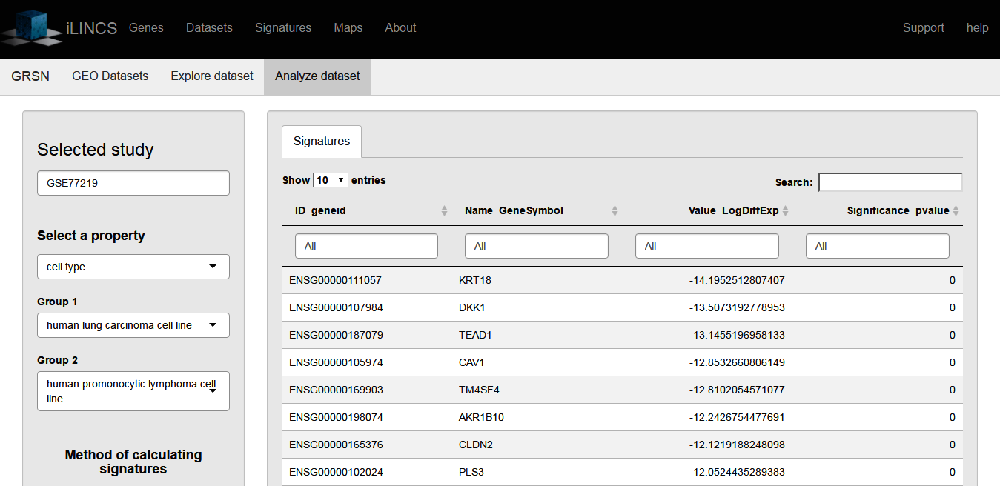 iLINCS Genes Datasets Signatures Maps About Support help
GRSN GEO Datasets Explore dataset Analyze dataset
Selected study
GSE77219
Select a property
cell type
Group 1
human lung carcinoma cell line
Group 2
human promonocytic lymphoma cell
line
Method of calculating
signatures
Signatures
Show 10 entries
Search:
ID_geneid Name_GeneSymbol Value_LogDiffExp Significance_pvalue
All All All All
ENSG00000111057 KRT18 -14.1952512807407 0
ENSG00000107984 DKK1 -13.5073192778953 0
ENSG00000187079 TEAD1 -13.1455196958133 0
ENSG00000105974 CAV1 -12.8532660806149 0
ENSG00000169903 TM4SF4 -12.8102054571077 0
ENSG00000198074 AKR1B10 -12.2426754477691 0
ENSG00000165376 CLDN2 -12.1219188248098 0
ENSG00000102024 PLS3 -12.0524435289383 0